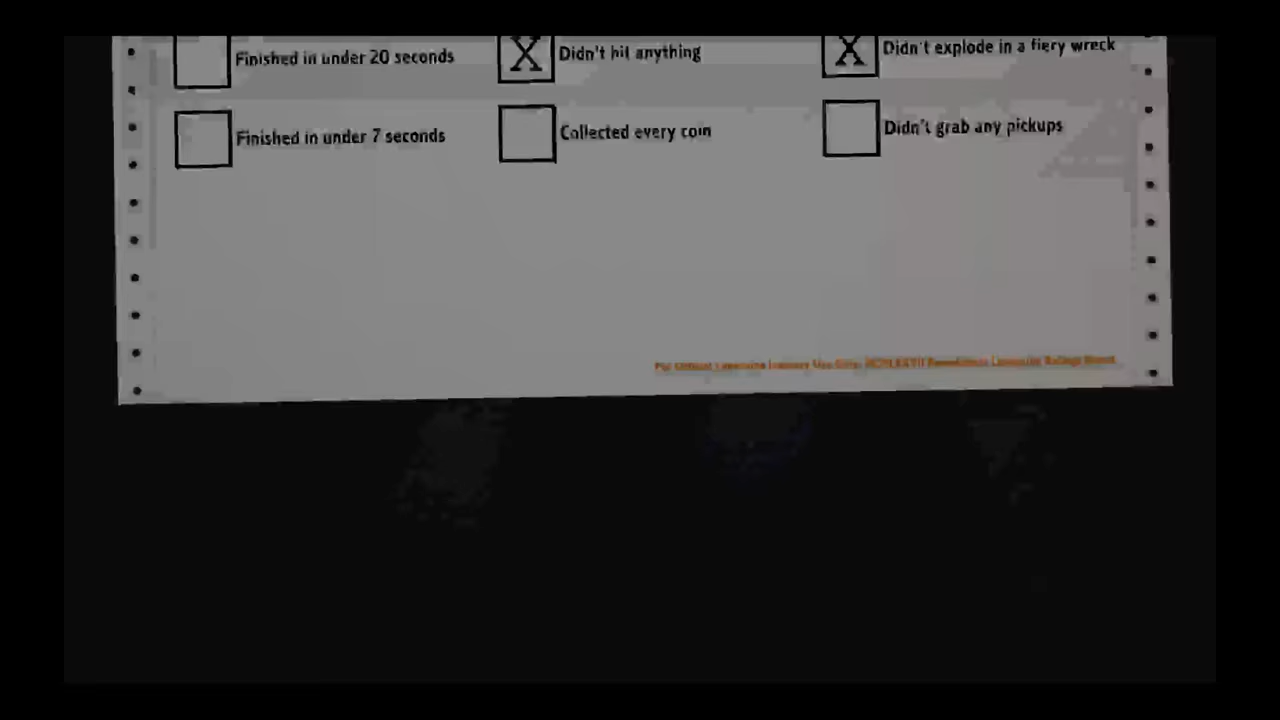 Finished in under 20 seconds
X Didn't hit anything
X Didn't explode in a fiery wreck
Finished in under 7 seconds
Collected every coin
Didn't grab any pickups